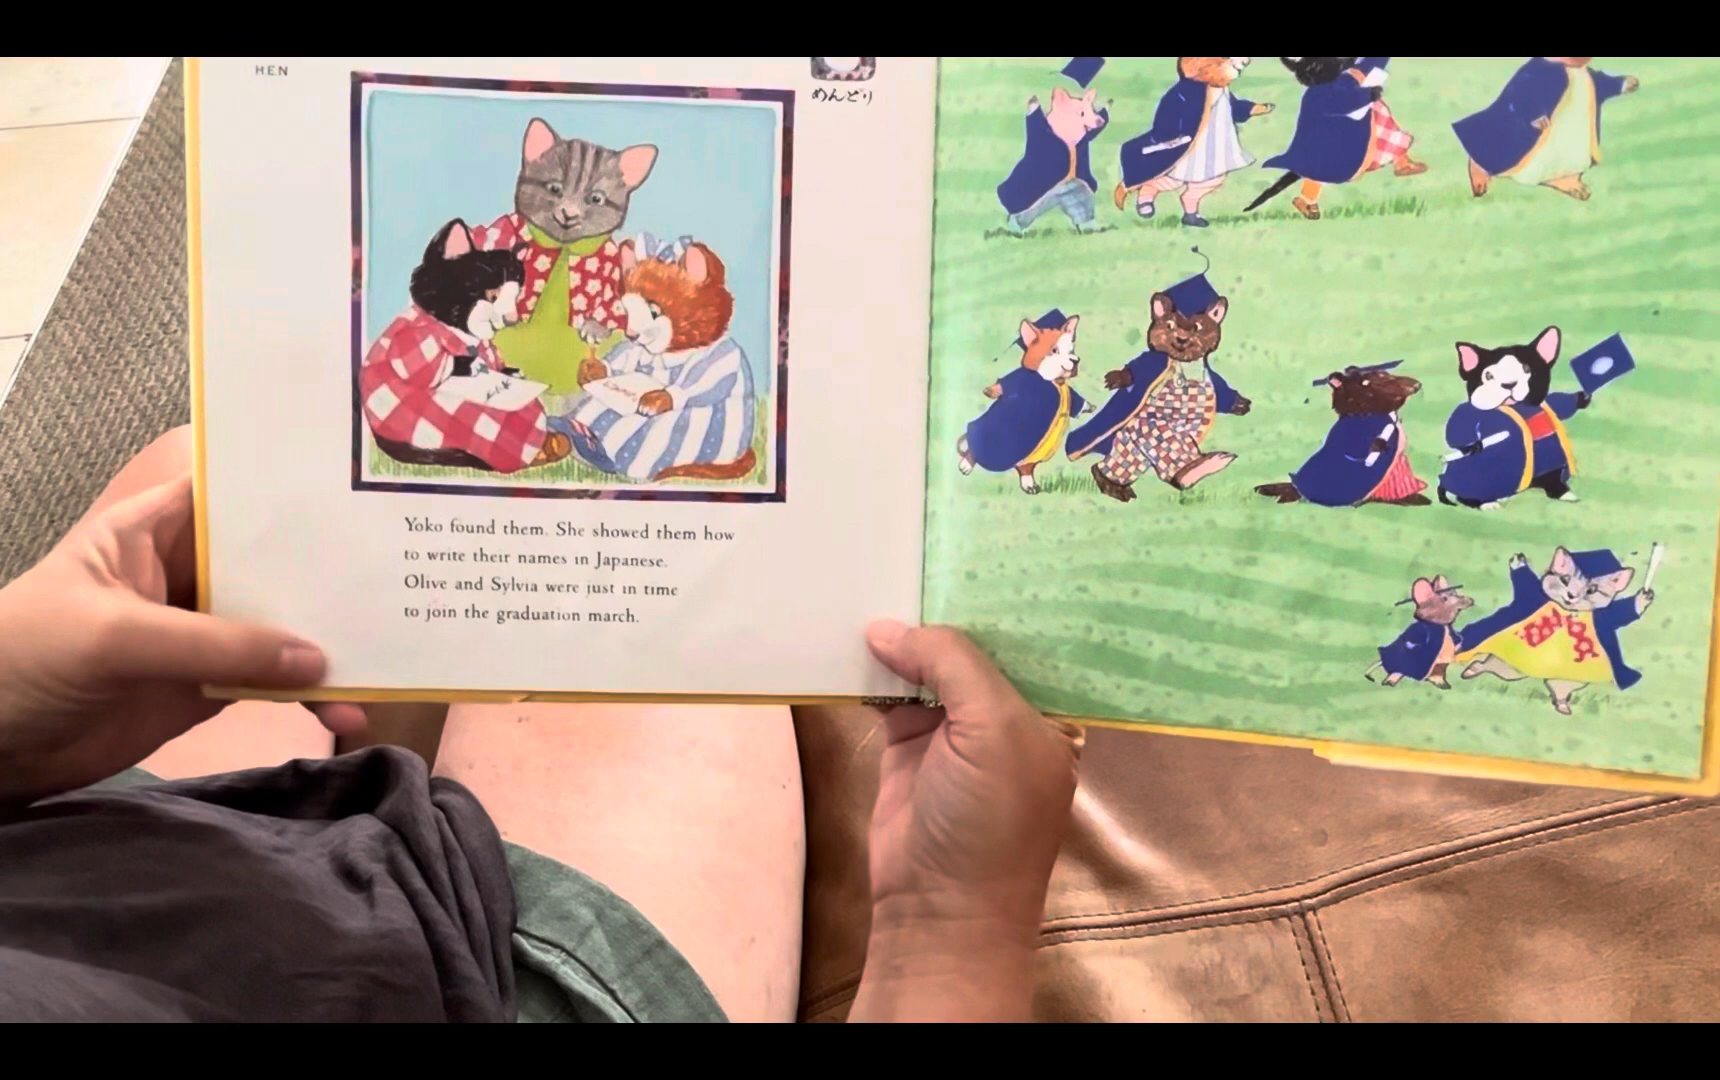 HEN
めんどり
Yoko found them. She showed them how
to write their names in Japanese.
Olive and Sylvia were just in time
to join the graduation march.